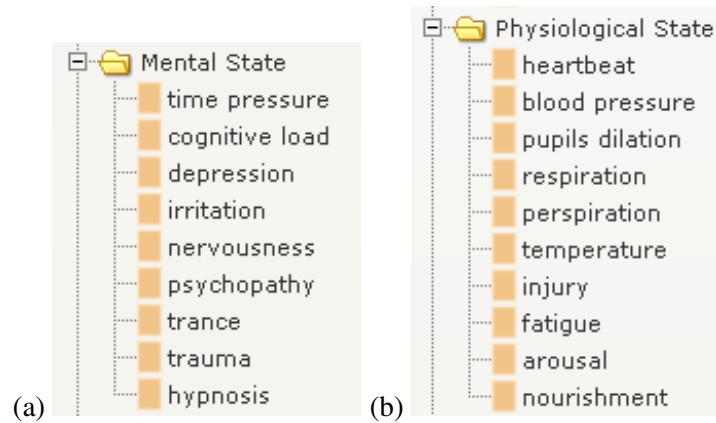 Mental State
time pressure
cognitive load
depression
irritation
nervousness
psychopathy
trance
trauma
hypnosis
(a)
Physiological State
heartbeat
blood pressure
pupils dilation
respiration
perspiration
temperature
injury
fatigue
arousal
nourishment
(b)